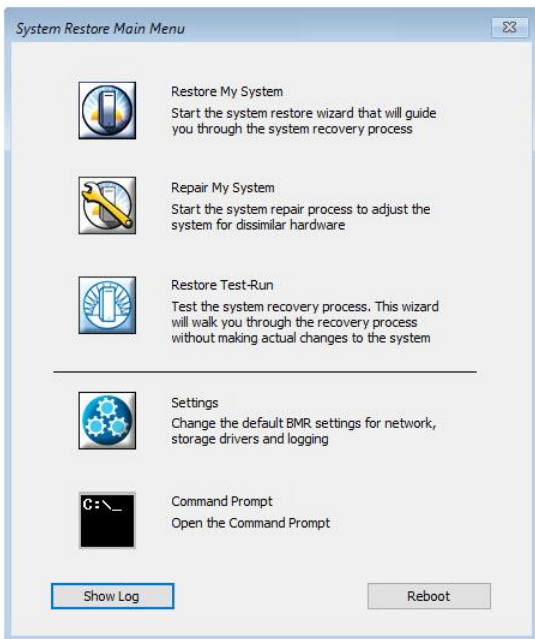 System Restore Main Menu
Restore My System
Start the system restore wizard that will guide
you through the system recovery process
Repair My System
Start the system repair process to adjust the
system for dissimilar hardware
Restore Test-Run
Test the system recovery process. This wizard
will walk you through the recovery process
without making actual changes to the system
Settings
Change the default BMR settings for network,
storage drivers and logging
C:\_
Command Prompt
Open the Command Prompt
Show Log
Reboot